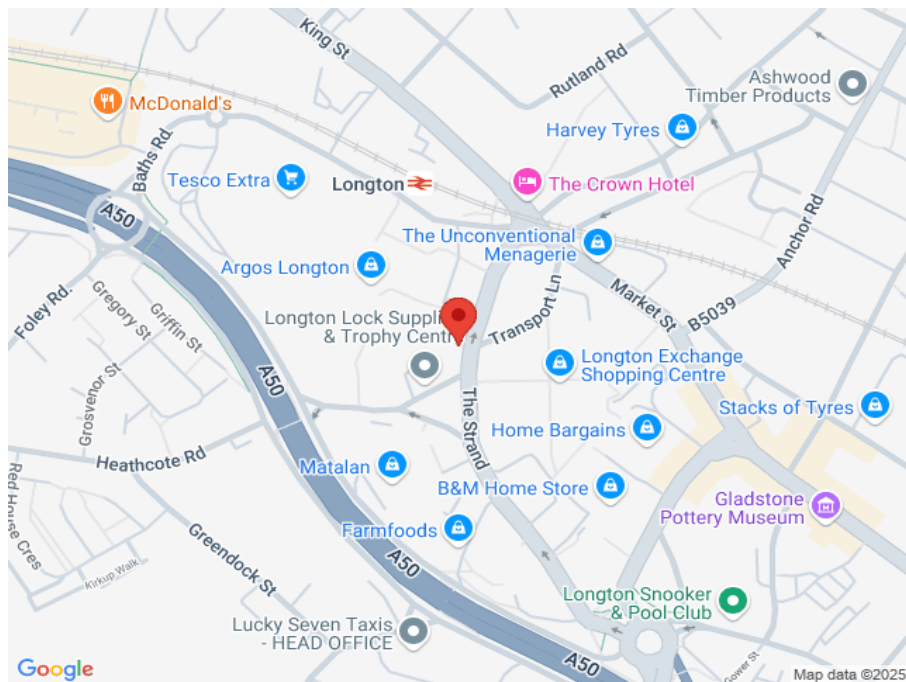 King St
Rutland Rd
Ashwood
Timber Products
McDonald's
Harvey Tyres
Baths Rd.
Tesco Extra
Longton
The Crown Hotel
A50
Anchor Rd
The Unconventional
Menagerie
Argos Longton
Foley Rd.
Gregory St
Griffin St
Market St
B5039
Longton Lock Suppli
& Trophy Centre
Transport Ln
Longton Exchange
Shopping Centre
Grosvenor St
A50
The Strand
Stacks of Tyres
Home Bargains
Heathcote Rd
Matalan
B&M Home Store
Red House Cres
Gladstone
Pottery Museum
Farmfoods
Greendock St
A50
Kirkup Walk
Longton Snooker
& Pool Club
Lucky Seven Taxis
- HEAD OFFICE
A50
Gower St
Google
Map data ©2025